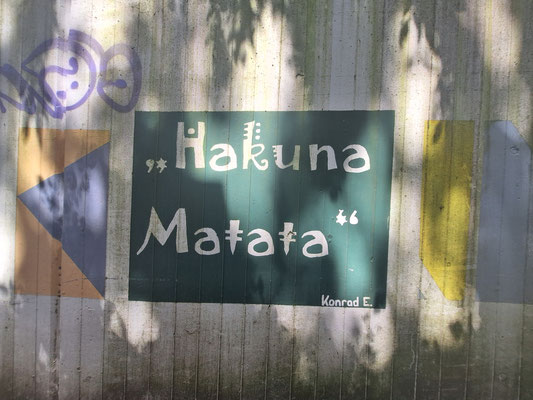 „Hakuna
Matata“
Konrad E.